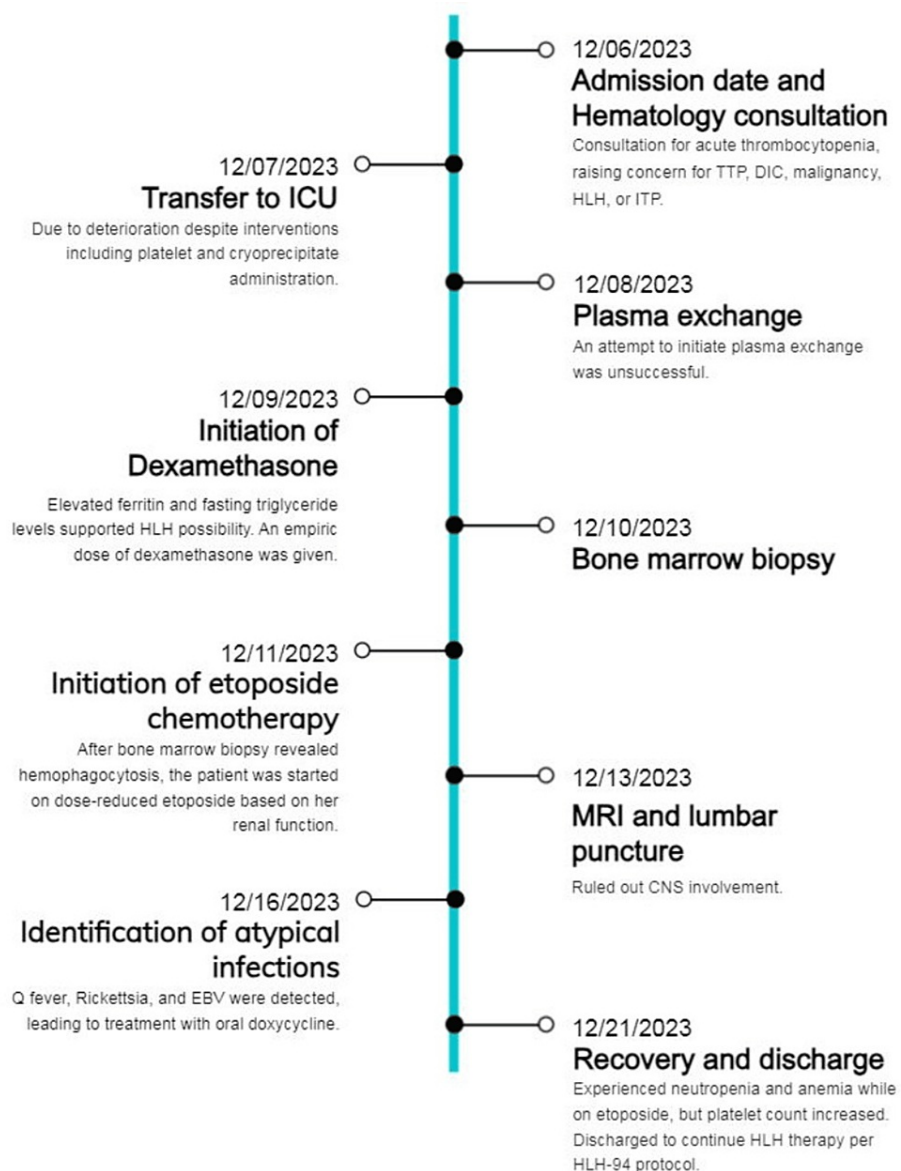 12/06/2023
Admission date and
Hematology consultation
Consultation for acute thrombocytopenia,
raising concern for TTP, DIC, malignancy,
HLH, or ITP.
12/07/2023
Transfer to ICU
Due to deterioration despite interventions
including platelet and cryoprecipitate
administration.
12/08/2023
Plasma exchange
An attempt to initiate plasma exchange
was unsuccessful.
12/09/2023
Initiation of
Dexamethasone
Elevated ferritin and fasting triglyceride
levels supported HLH possibility. An empiric
dose of dexamethasone was given.
12/10/2023
Bone marrow biopsy
12/11/2023
Initiation of etoposide
chemotherapy
After bone marrow biopsy revealed
hemophagocytosis, the patient was started
on dose-reduced etoposide based on her
renal function.
12/13/2023
MRI and lumbar
puncture
Ruled out CNS involvement.
12/16/2023
Identification of atypical
infections
Q fever, Rickettsia, and EBV were detected,
leading to treatment with oral doxycycline.
12/21/2023
Recovery and discharge
Experienced neutropenia and anemia while
on etoposide, but platelet count increased.
Discharged to continue HLH therapy per
HLH-94 protocol.